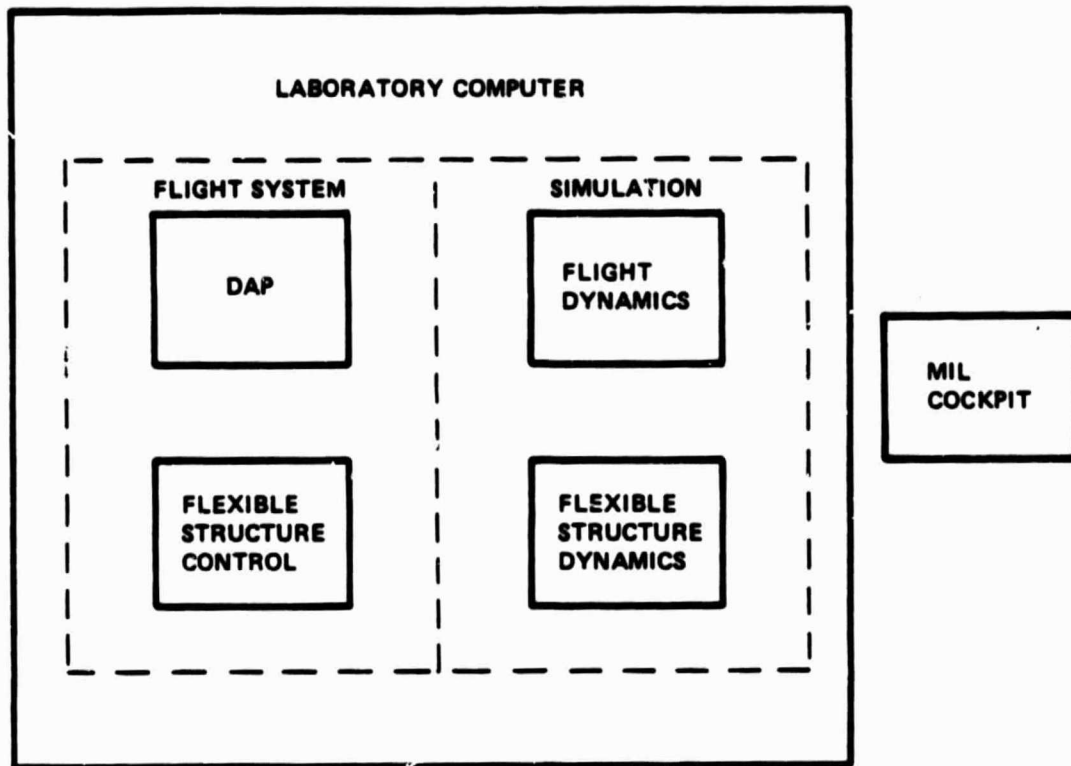 LABORATORY COMPUTER
FLIGHT SYSTEM
SIMULATION
DAP
FLIGHT
DYNAMICS
MIL
COCKPIT
FLEXIBLE
STRUCTURE
CONTROL
FLEXIBLE
STRUCTURE
DYNAMICS